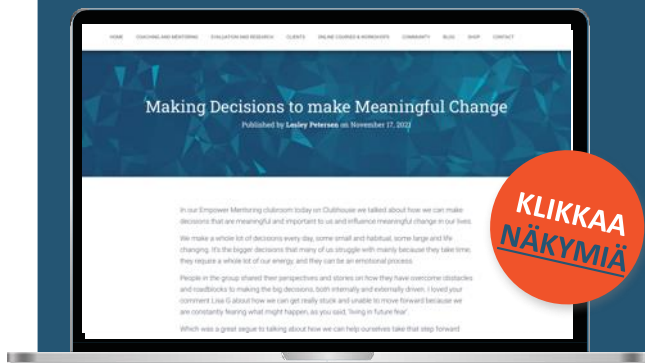 HOME COACHING AND MENTORING EVALUATION AND RESEARCH CLIENTS ONLINE COURSES & WORKSHOPS COMMUNITY BLOG SHOP CONTACT
Making Decisions to make Meaningful Change
Published by Lesley Petersen on November 17, 2021
In our Empower Mentoring clubroom today on Clubhouse we talked about how we can make
decisions that are meaningful and important to us and influence meaningful change in our lives.
We make a whole lot of decisions every day, some small and habitual, some large and life
changing. It's the bigger decisions that many of us struggle with mainly because they take time,
they require a whole lot of our energy, and they can be an emotional process.
People in the group shared their perspectives and stories on how they have overcome obstacles
and roadblocks to making the big decisions, both internally and externally driven. I loved your
comment Lisa G about how we can get really stuck and unable to move forward because we
are constantly fearing what might happen, as you said, 'living in future fear'.
Which was a great segue to talking about how we can help ourselves take that step forward
KLIKKAA
NÄKYMIÄ